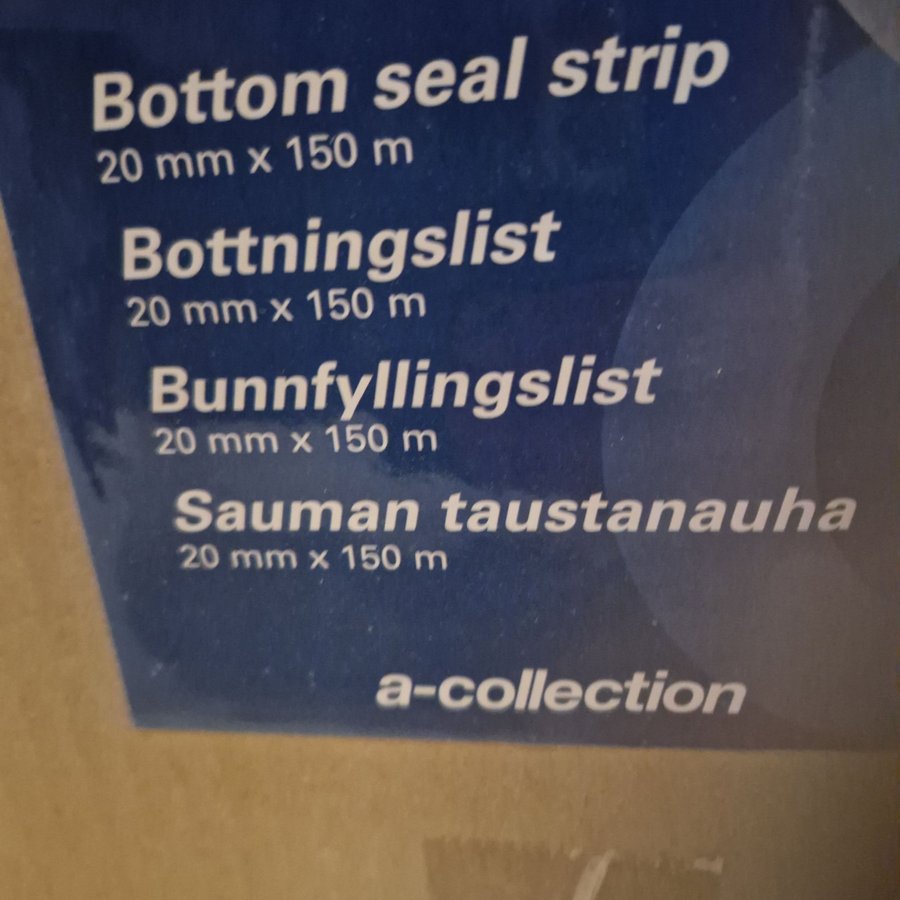 Bottom seal strip
20 mm x 150 m
Bottningslist
20 mm x 150 m
Bunnfyllingslist
20 mm x 150 m
Sauman taustanauha
20 mm x 150 m
a-collection